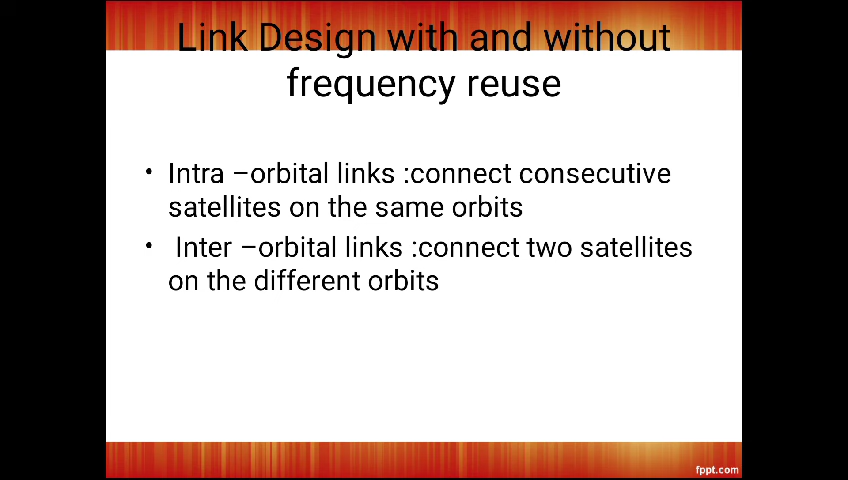 Link Design with and without
frequency reuse
• Intra –orbital links :connect consecutive
satellites on the same orbits
• Inter –orbital links :connect two satellites
on the different orbits
fppt.com